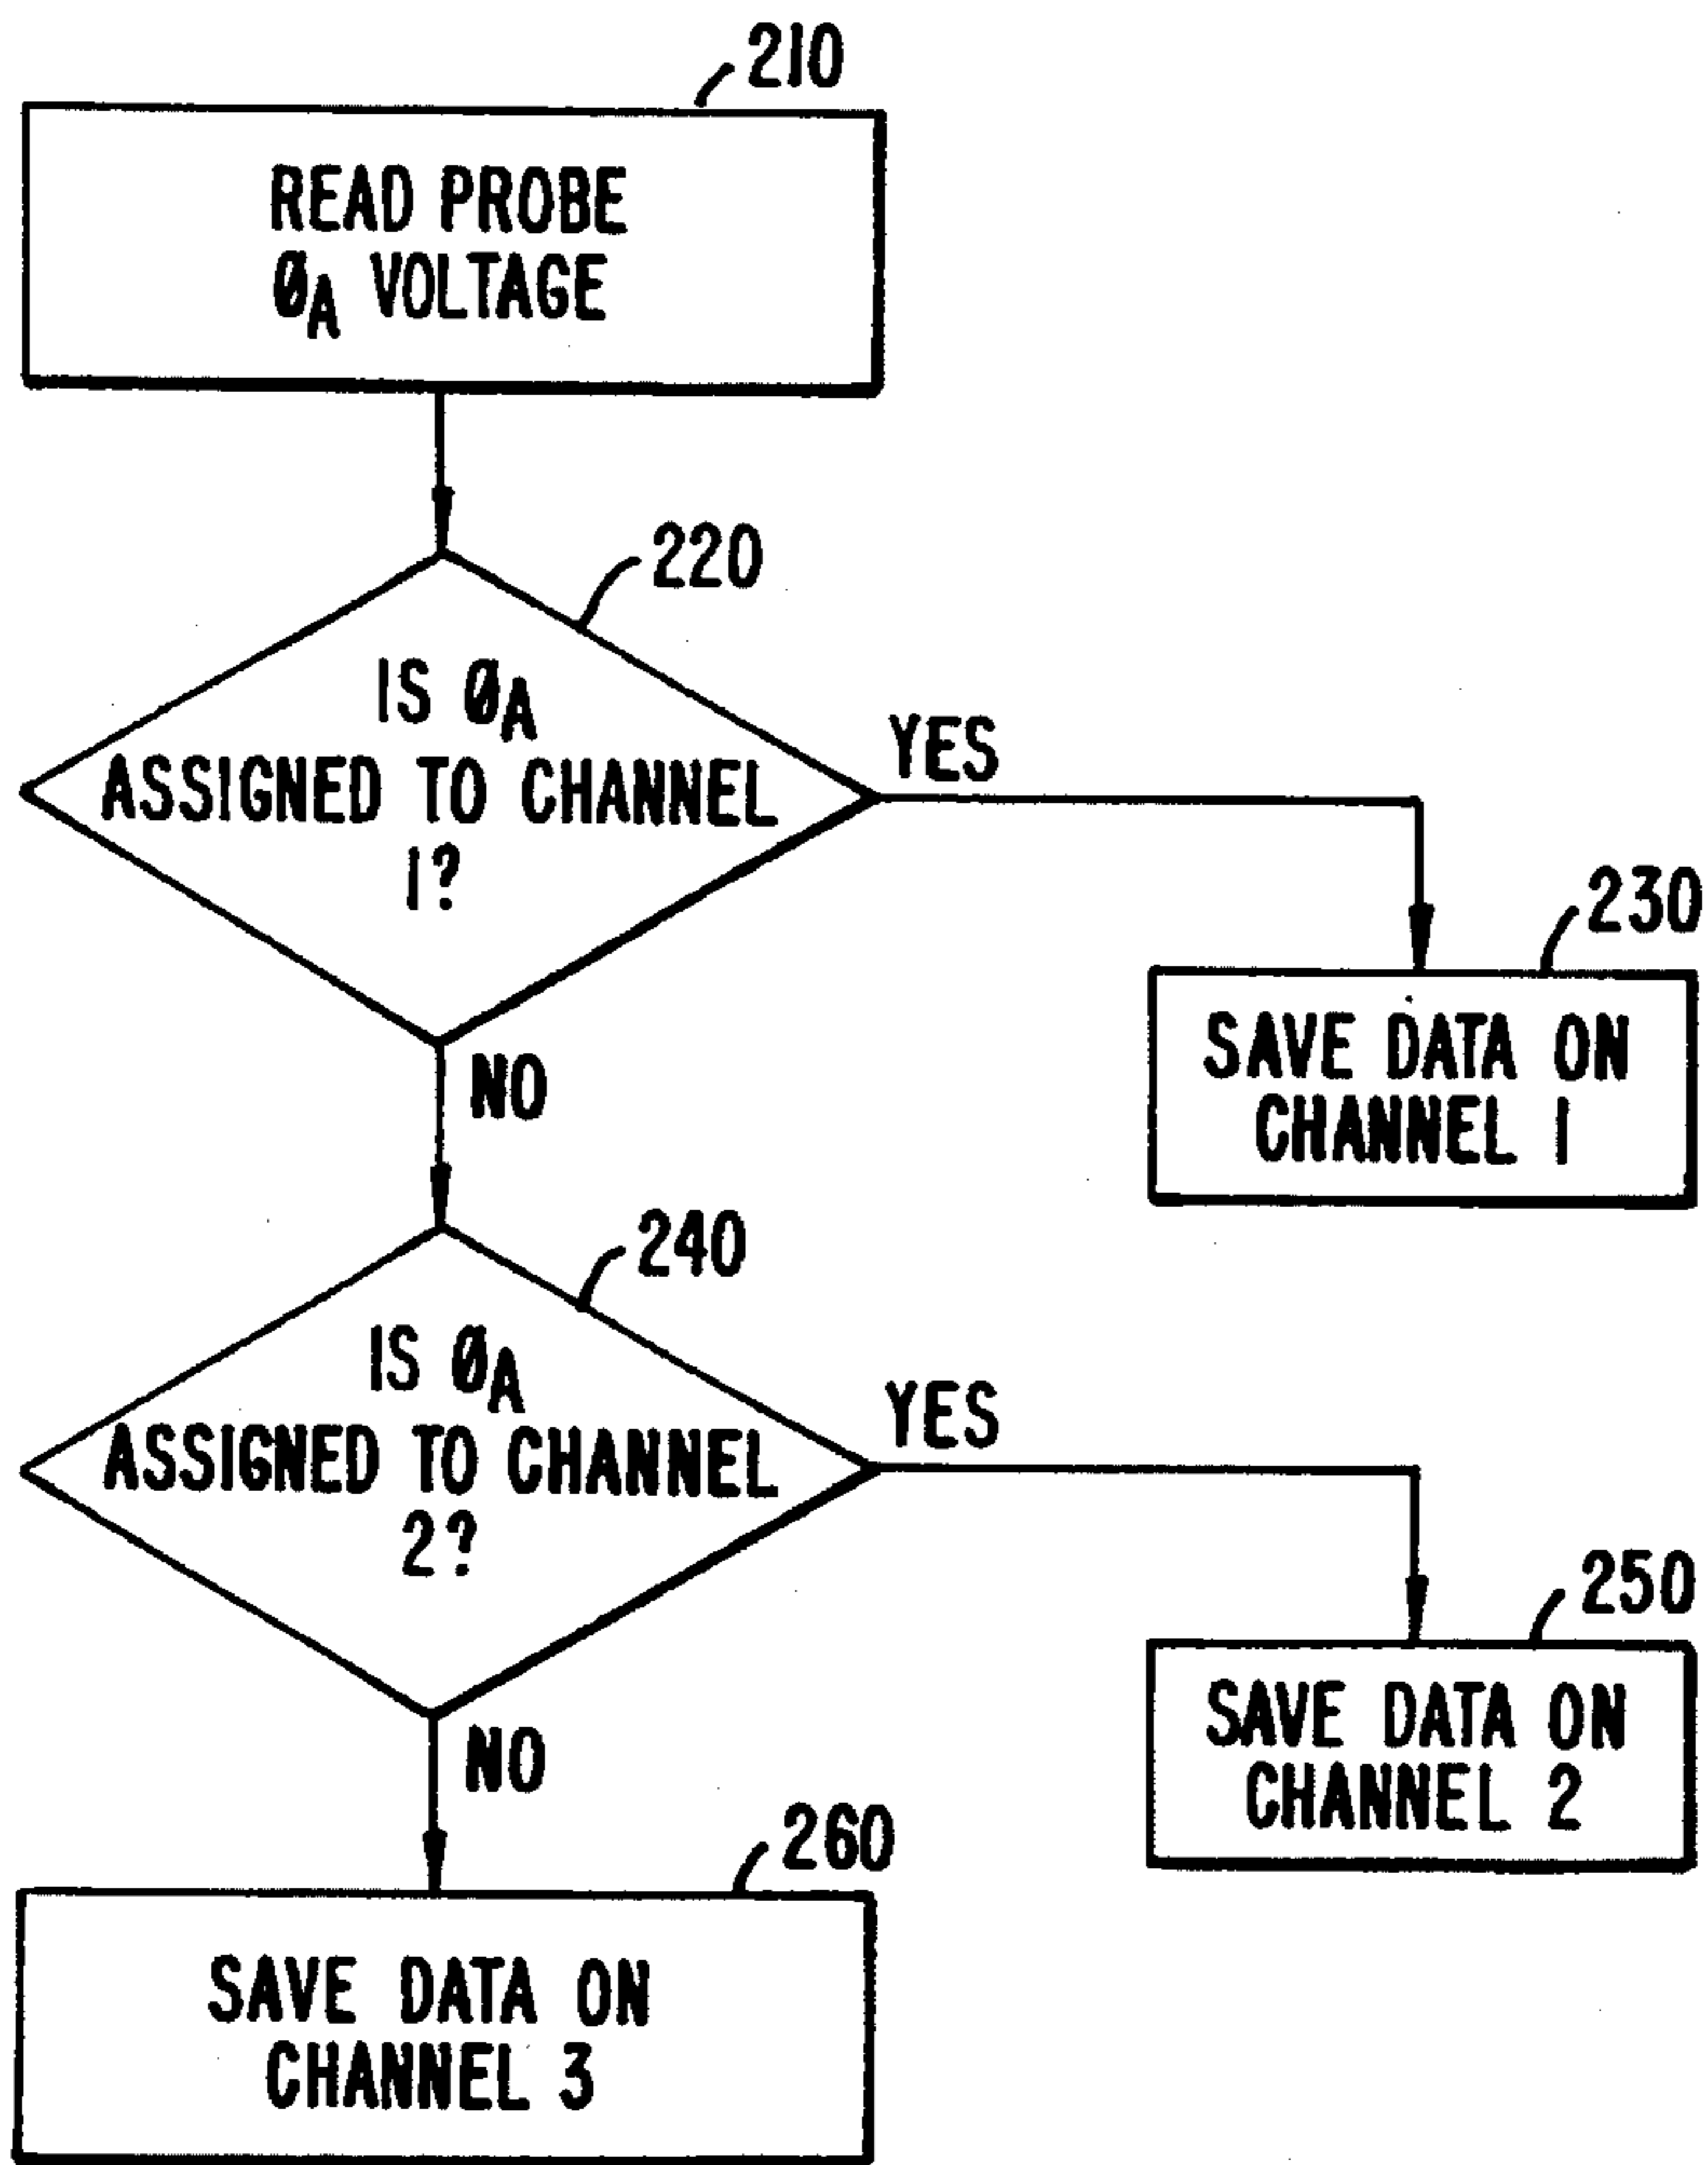 210
READ PROBE
ØA VOLTAGE
220
IS ØA
ASSIGNED TO CHANNEL
1?
YES
230
SAVE DATA ON
CHANNEL 1
NO
240
IS ØA
ASSIGNED TO CHANNEL
2?
YES
250
SAVE DATA ON
CHANNEL 2
NO
260
SAVE DATA ON
CHANNEL 3